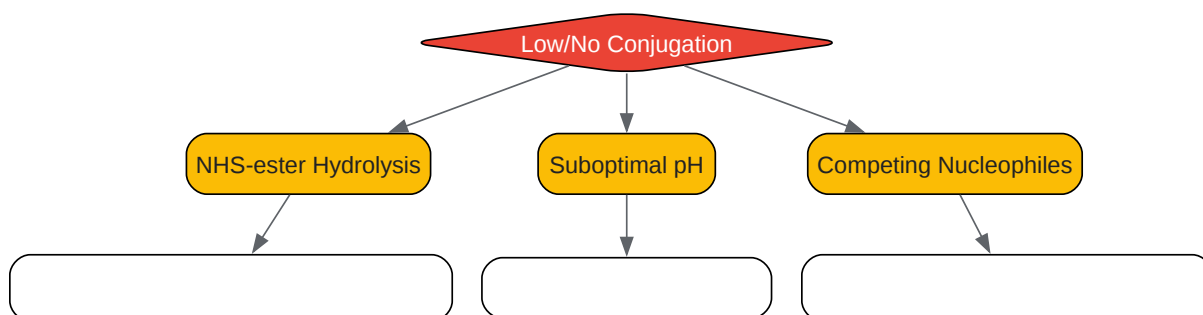 Low/No Conjugation
NHS-ester Hydrolysis
Suboptimal pH
Competing Nucleophiles